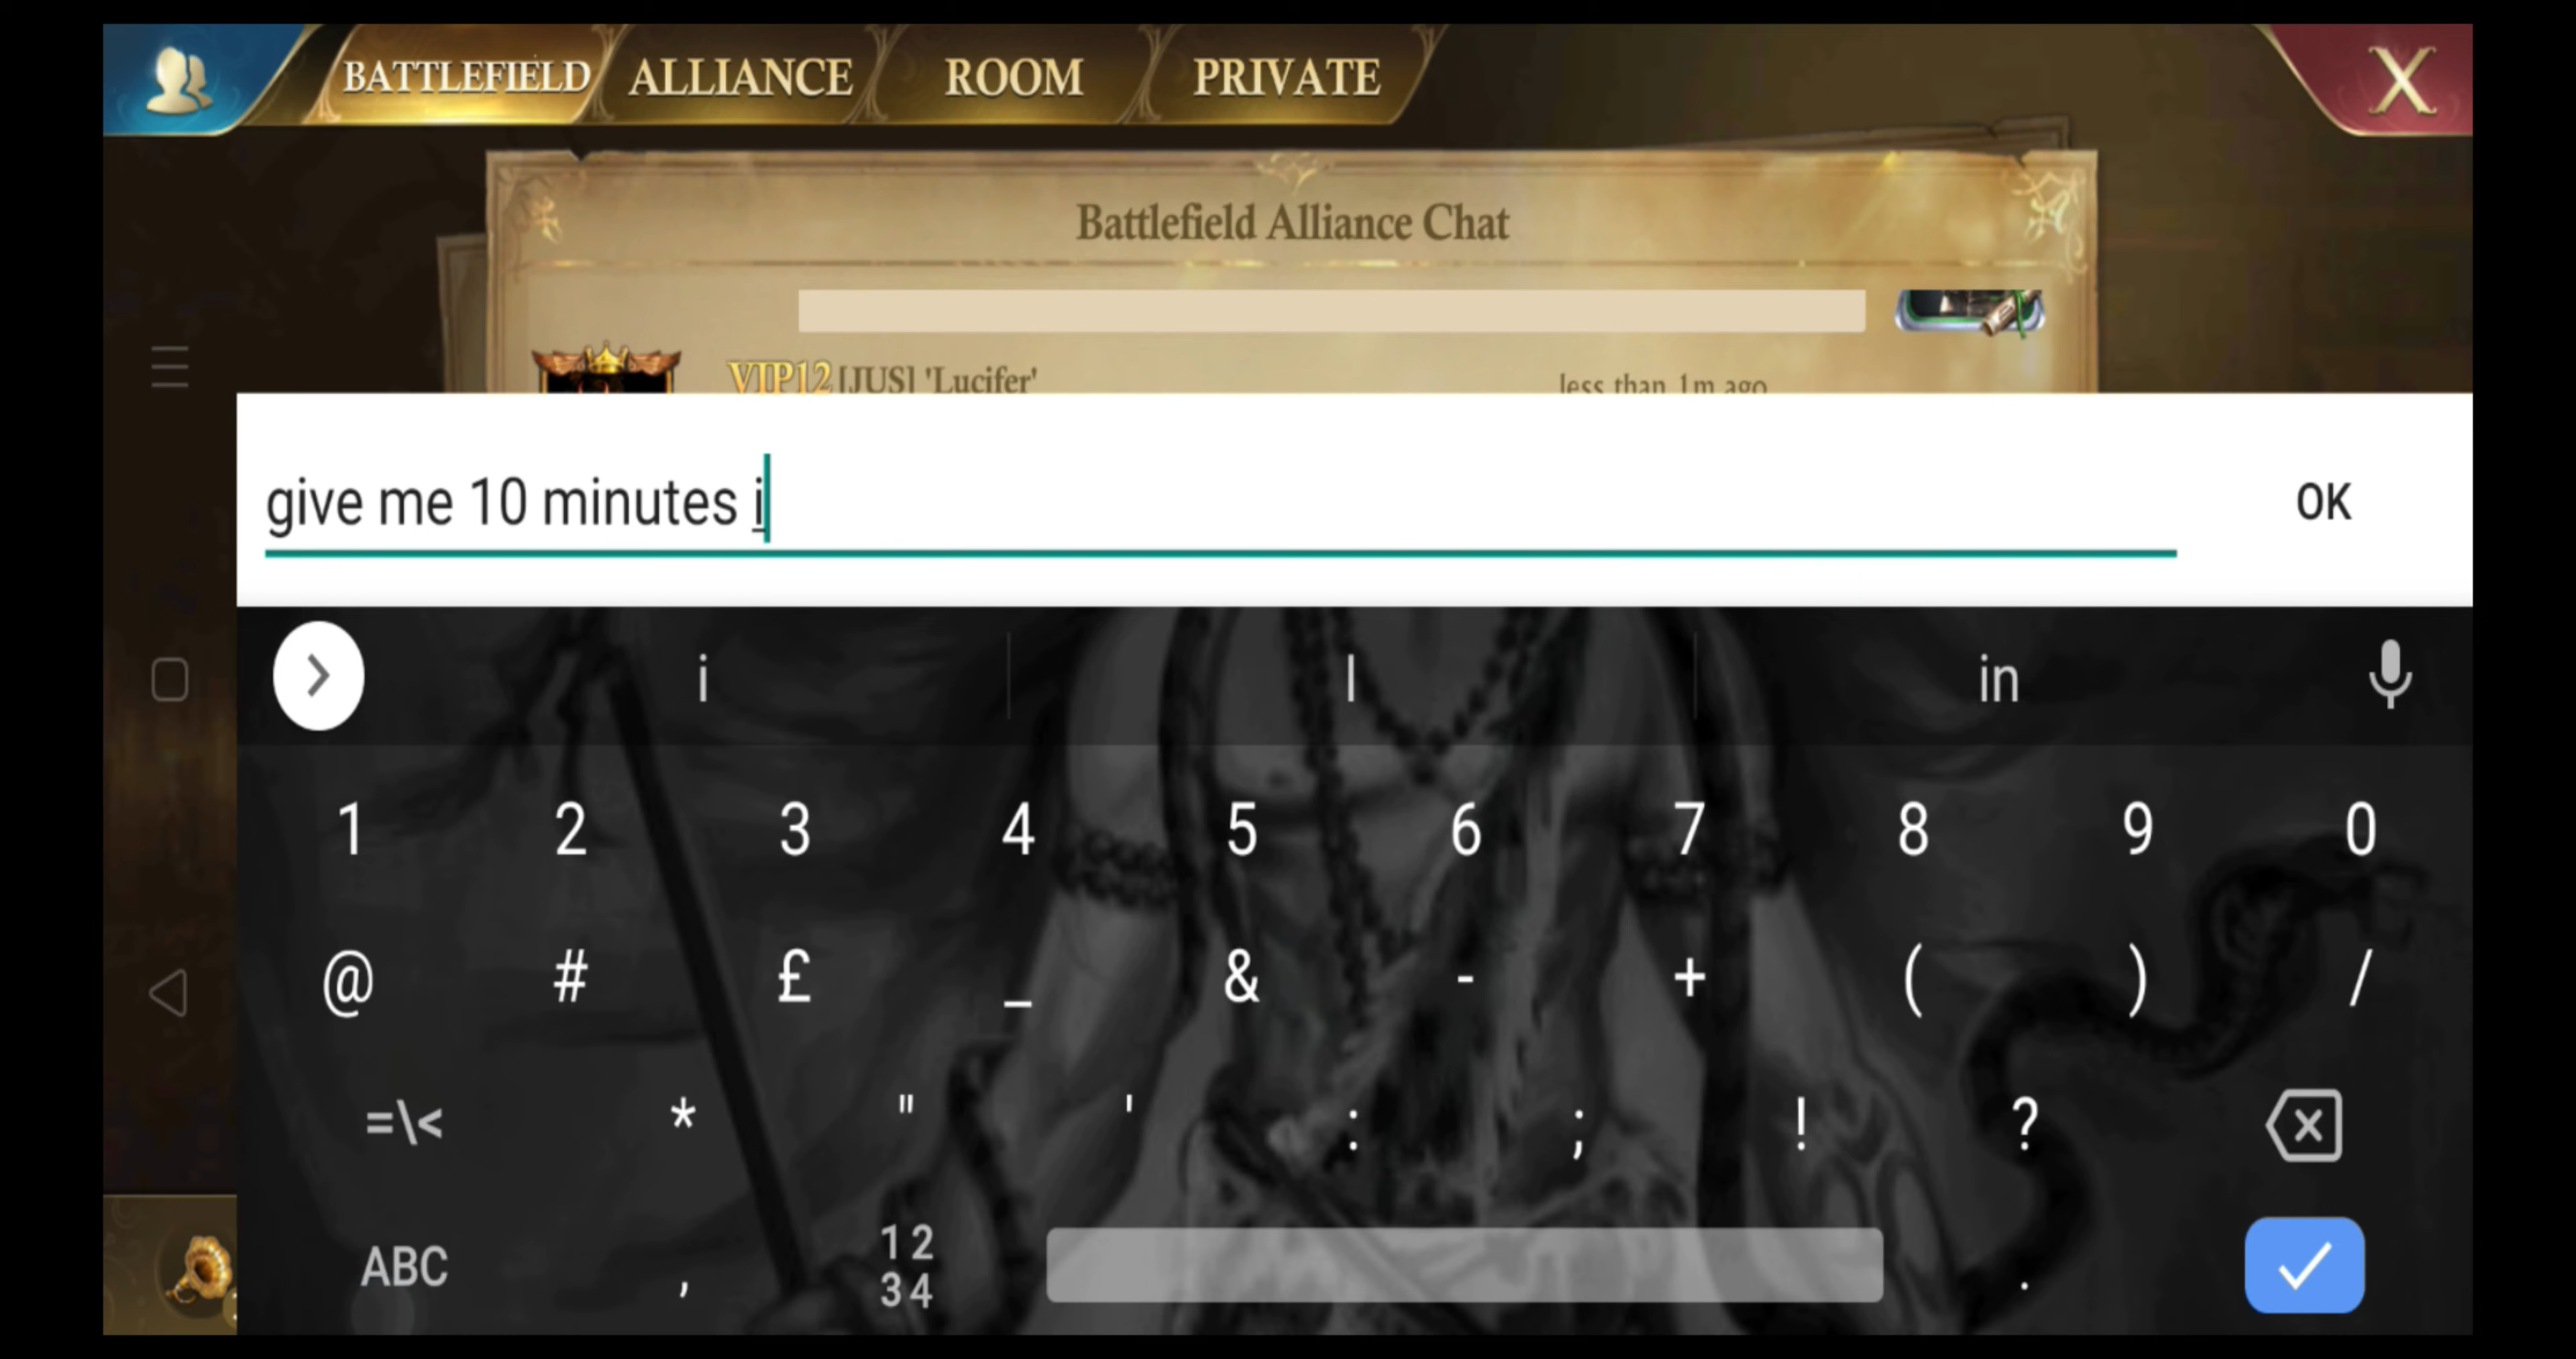 BATTLEFIELD ALLIANCE ROOM PRIVATE X
Battlefield Alliance Chat
VIP12 [JUS] 'Lucifer' less than 1m ago
give me 10 minutes i OK
i I in
1 2 3 4 5 6 7 8 9 0
@ # £ _ & - + ( ) /
=\< * " ' : ; ! ?
ABC , 12 .
34